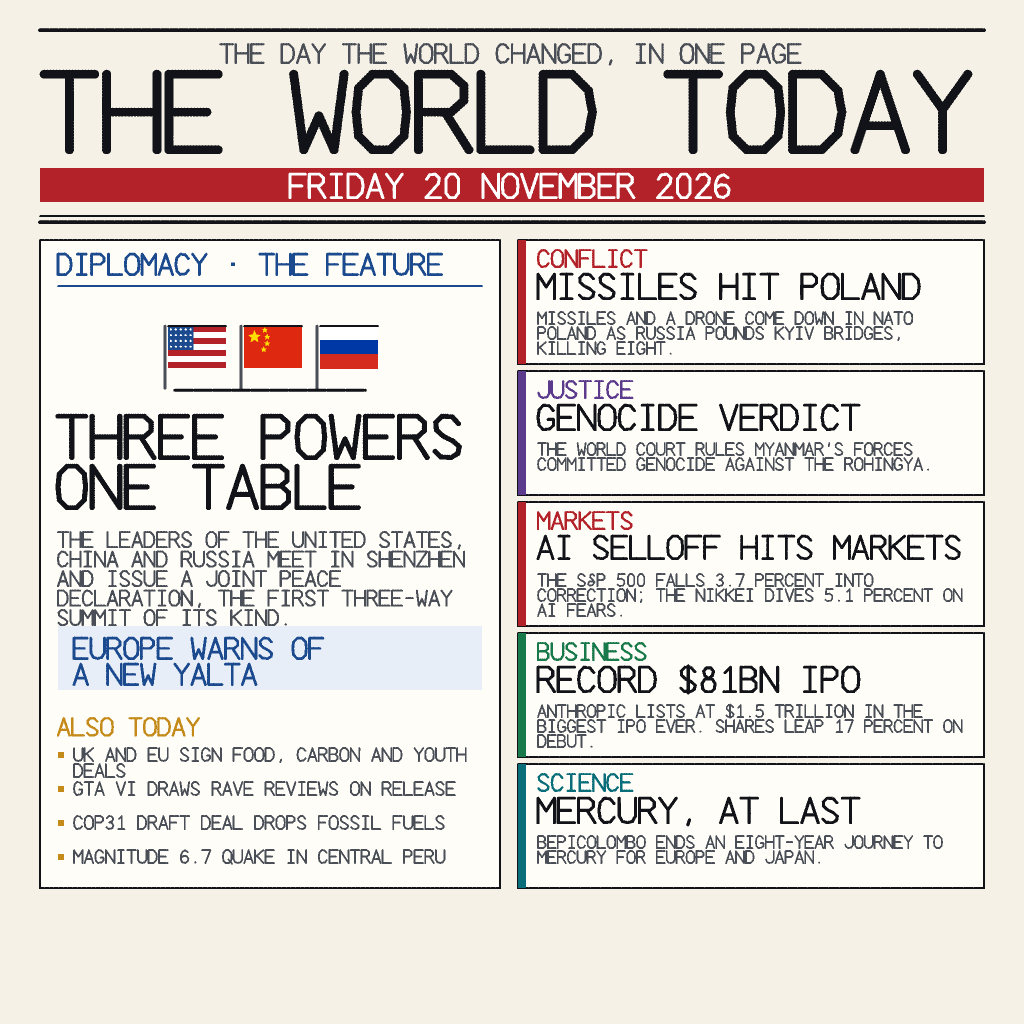 THE DAY THE WORLD CHANGED, IN ONE PAGE
THE WORLD TODAY
FRIDAY 20 NOVEMBER 2026
DIPLOMACY · THE FEATURE
THREE POWERS
ONE TABLE
THE LEADERS OF THE UNITED STATES,
CHINA AND RUSSIA MEET IN SHENZHEN
AND ISSUE A JOINT PEACE
DECLARATION, THE FIRST THREE-WAY
SUMMIT OF ITS KIND.
EUROPE WARNS OF
A NEW YALTA
ALSO TODAY
UK AND EU SIGN FOOD, CARBON AND YOUTH
DEALS
GTA VI DRAWS RAVE REVIEWS ON RELEASE
COP31 DRAFT DEAL DROPS FOSSIL FUELS
MAGNITUDE 6.7 QUAKE IN CENTRAL PERU
CONFLICT
MISSILES HIT POLAND
MISSILES AND A DRONE COME DOWN IN NATO
POLAND AS RUSSIA POUNDS KYIV BRIDGES,
KILLING EIGHT.
JUSTICE
GENOCIDE VERDICT
THE WORLD COURT RULES MYANMAR'S FORCES
COMMITTED GENOCIDE AGAINST THE ROHINGYA.
MARKETS
AI SELLOFF HITS MARKETS
THE S&P 500 FALLS 3.7 PERCENT INTO
CORRECTION; THE NIKKEI DIVES 5.1 PERCENT ON
AI FEARS.
BUSINESS
RECORD $81BN IPO
ANTHROPIC LISTS AT $1.5 TRILLION IN THE
BIGGEST IPO EVER. SHARES LEAP 17 PERCENT ON
DEBUT.
SCIENCE
MERCURY, AT LAST
BEPICOLOMBO ENDS AN EIGHT-YEAR JOURNEY TO
MERCURY FOR EUROPE AND JAPAN.